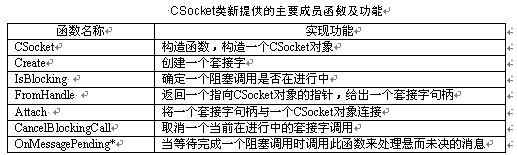 CSocket类新提供的主要成员函数及功能
函数名称 实现功能
CSocket 构造函数，构造一个CSocket对象
Create 创建一个套接字
IsBlocking 确定一个阻塞调用是否在进行中
FromHandle 返回一个指向CSocket对象的指针，给出一个套接字句柄
Attach 将一个套接字句柄与一个CSocket对象连接
CancelBlockingCall 取消一个当前在进行中的套接字调用
OnMessagePending* 当等待完成一个阻塞调用时调用此函数来处理悬而未决的消息